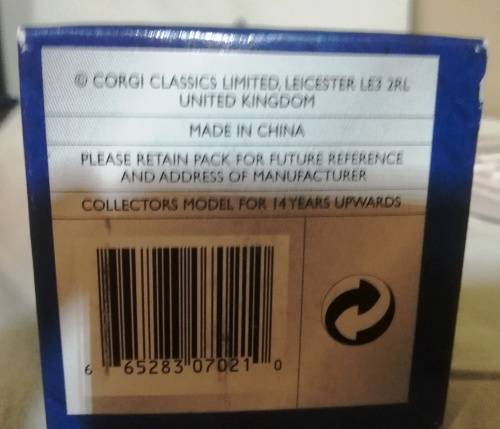 © CORGI CLASSICS LIMITED, LEICESTER LE3 2RL
UNITED KINGDOM
MADE IN CHINA
PLEASE RETAIN PACK FOR FUTURE REFERENCE
AND ADDRESS OF MANUFACTURER
COLLECTORS MODEL FOR 14 YEARS UPWARDS
6 65283 07021 0